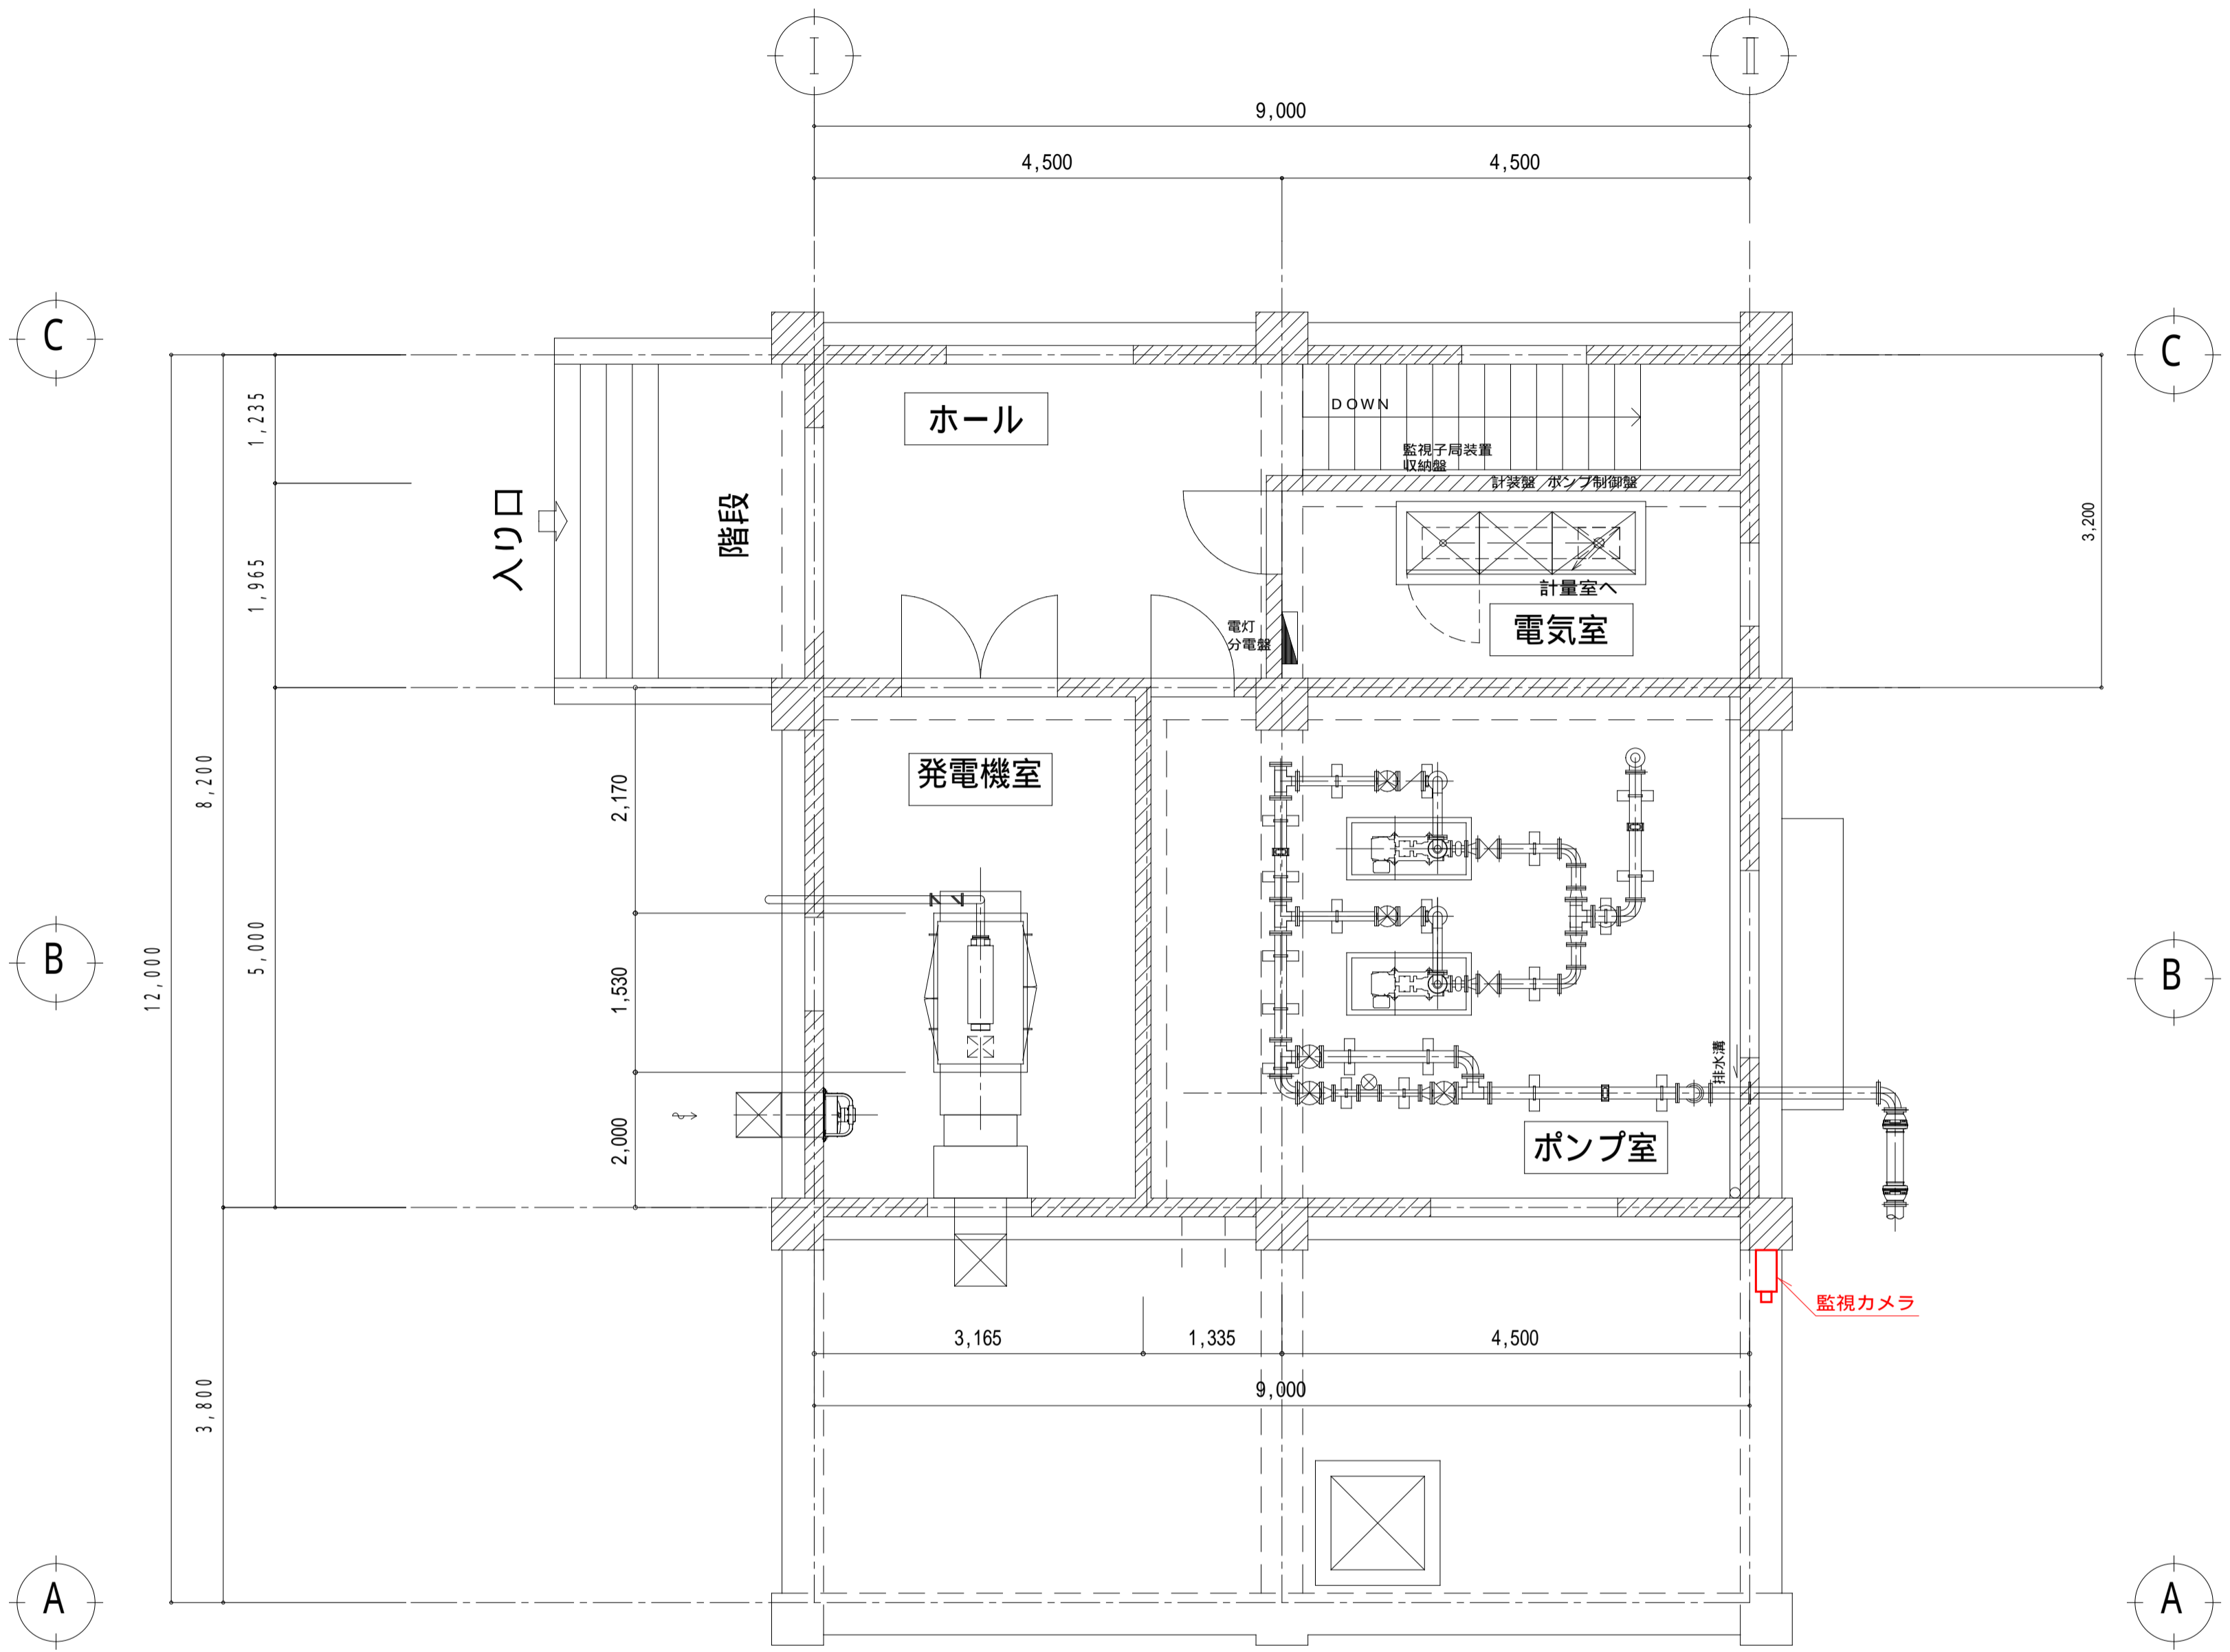 I
II
9,000
4,500
4,500
C
C
1,235
ホール
DOWN
監視子局装置
収納盤
計装盤 ポンプ制御盤
入り口
階段
3,200
1,965
計量室へ
電気室
電灯
分電盤
8,200
2,170
発電機室
12,000
5,000
B
B
1,530
排水溝
2,000
ポンプ室
監視カメラ
3,165
1,335
4,500
9,000
3,800
A
A